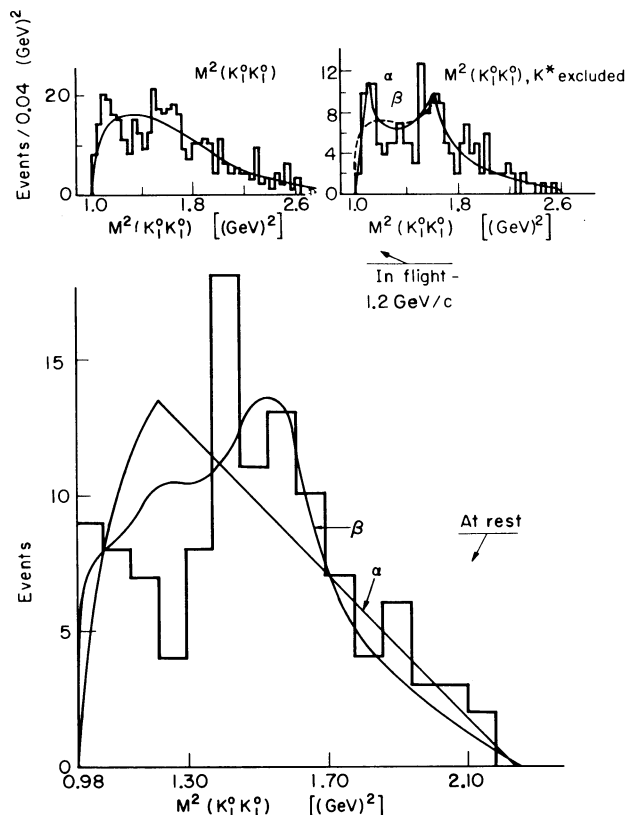 Events / 0.04 (GeV)²
M² (K₁⁰K₁⁰)
20
10
0
1.0 1.8 2.6
M² (K₁⁰K₁⁰) [(GeV)²]
α
β
M² (K₁⁰K₁⁰), K* excluded
12
8
4
0
1.0 1.8 2.6
M² (K₁⁰K₁⁰) [(GeV)²]
In flight –
1.2 GeV/c
Events
15
10
5
0
β
α
At rest
0.98 1.30 1.70 2.10
M² (K₁⁰K₁⁰) [(GeV)²]